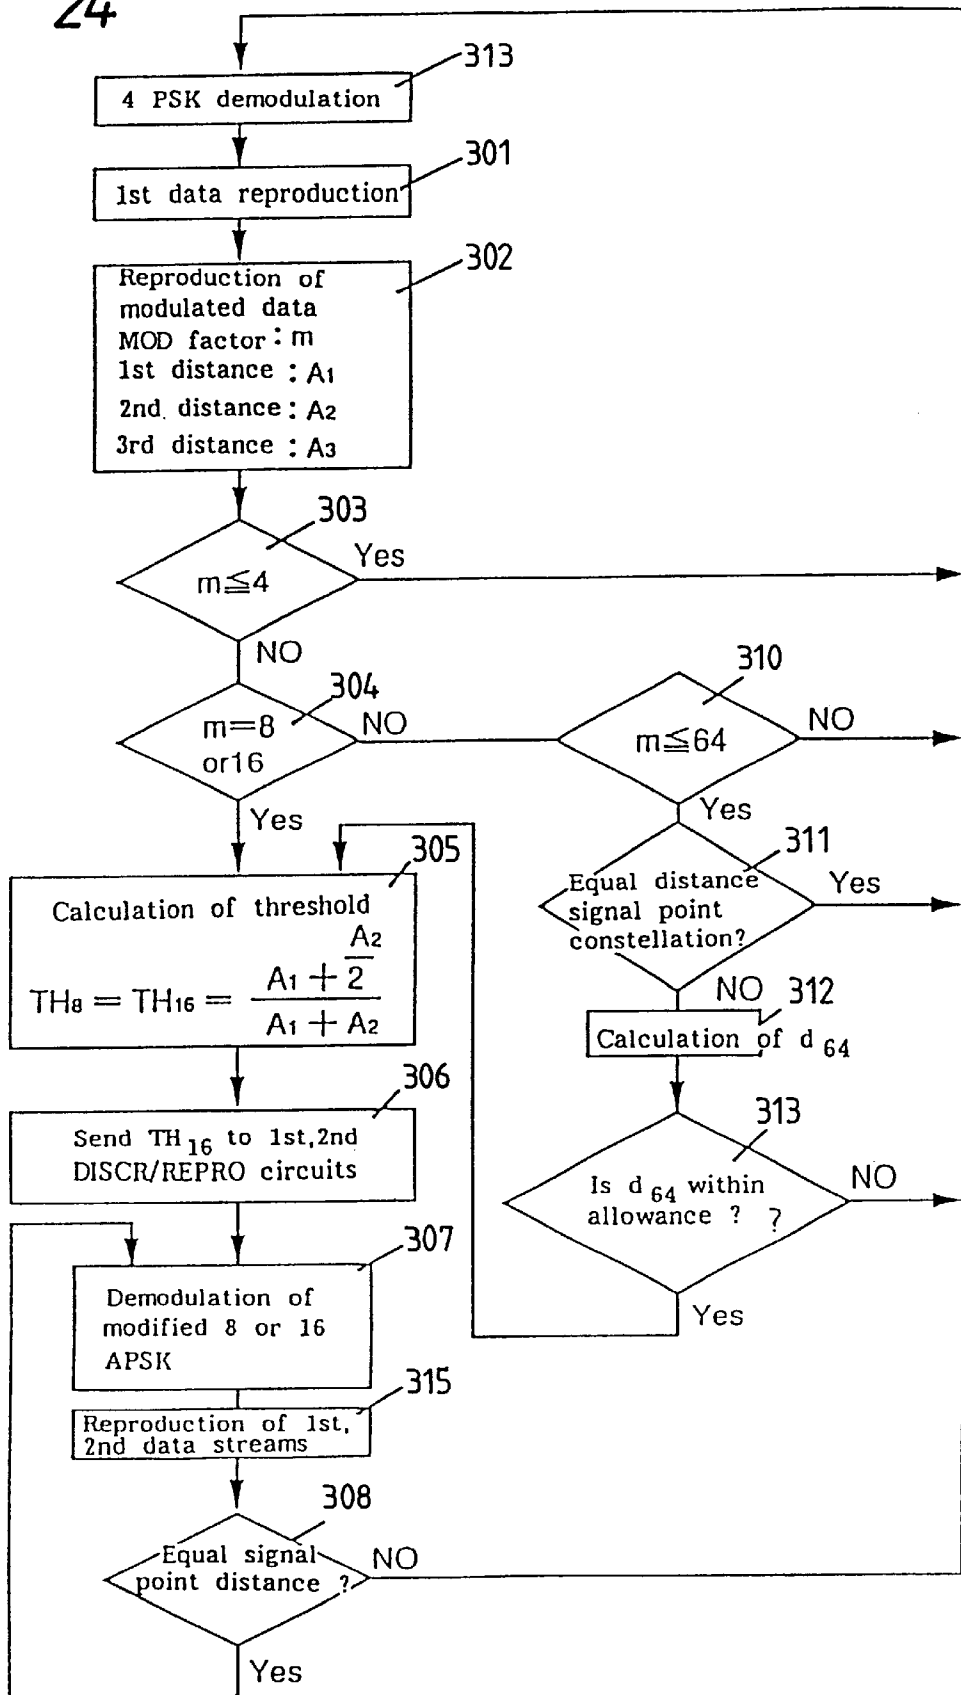 24
313
4 PSK demodulation
301
1st data reproduction
302
Reproduction of
modulated data
MOD factor : m
1st distance : A1
2nd distance : A2
3rd distance : A3
303
m≦4
Yes
NO
304
m=8
or16
NO
Yes
310
m≦64
NO
Yes
305
Calculation of threshold
TH8 = TH16 = (A1 + A2/2) / (A1 + A2)
311
Equal distance
signal point
constellation?
Yes
NO
312
Calculation of d 64
306
Send TH16 to 1st,2nd
DISCR/REPRO circuits
313
Is d 64 within
allowance ? ?
NO
Yes
307
Demodulation of
modified 8 or 16
APSK
315
Reproduction of 1st,
2nd data streams
308
Equal signal
point distance ?
NO
Yes